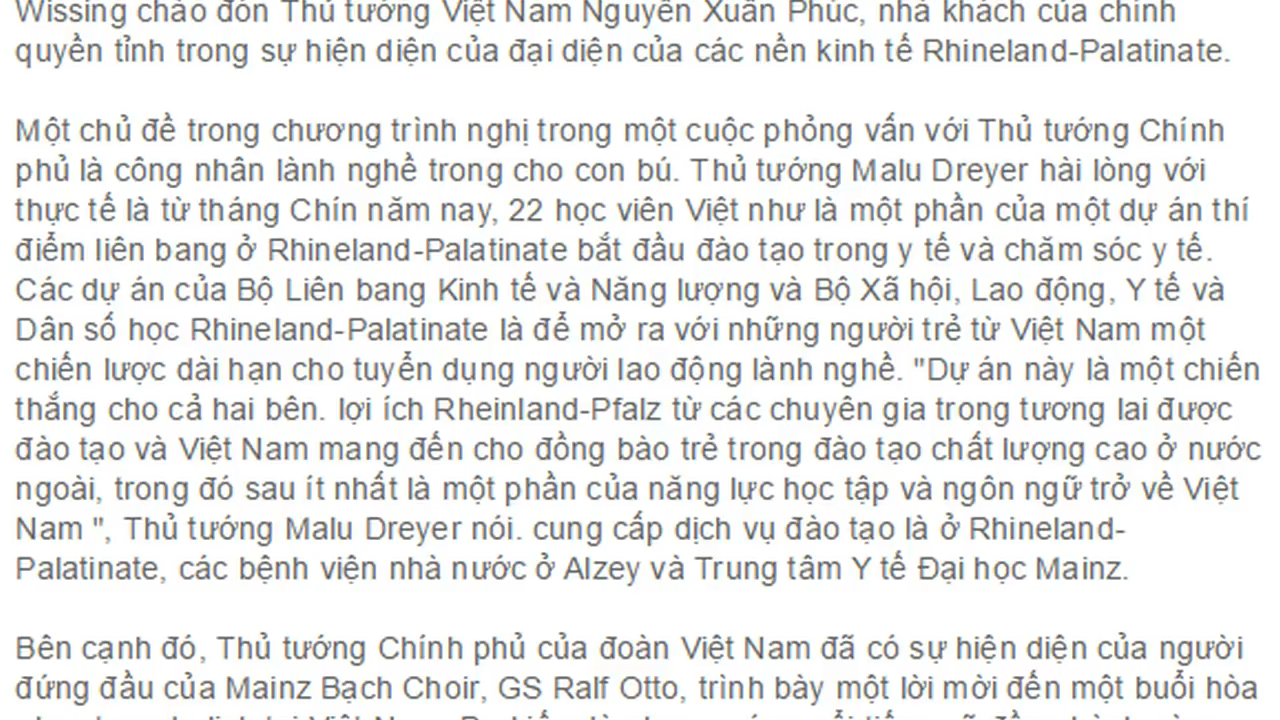 Wissing chào đón Thủ tướng Việt Nam Nguyễn Xuân Phúc, nhà khách của chính
quyền tỉnh trong sự hiện diện của đại diện của các nền kinh tế Rhineland-Palatinate.
Một chủ đề trong chương trình nghị trong một cuộc phỏng vấn với Thủ tướng Chính
phủ là công nhân lành nghề trong cho con bú. Thủ tướng Malu Dreyer hài lòng với
thực tế là từ tháng Chín năm nay, 22 học viên Việt như là một phần của một dự án thí
điểm liên bang ở Rhineland-Palatinate bắt đầu đào tạo trong y tế và chăm sóc y tế.
Các dự án của Bộ Liên bang Kinh tế và Năng lượng và Bộ Xã hội, Lao động, Y tế và
Dân số học Rhineland-Palatinate là để mở ra với những người trẻ từ Việt Nam một
chiến lược dài hạn cho tuyển dụng người lao động lành nghề. "Dự án này là một chiến
thắng cho cả hai bên. lợi ích Rheinland-Pfalz từ các chuyên gia trong tương lai được
đào tạo và Việt Nam mang đến cho đồng bào trẻ trong đào tạo chất lượng cao ở nước
ngoài, trong đó sau ít nhất là một phần của năng lực học tập và ngôn ngữ trở về Việt
Nam ", Thủ tướng Malu Dreyer nói. cung cấp dịch vụ đào tạo là ở Rhineland-
Palatinate, các bệnh viện nhà nước ở Alzey và Trung tâm Y tế Đại học Mainz.
Bên cạnh đó, Thủ tướng Chính phủ của đoàn Việt Nam đã có sự hiện diện của người
đứng đầu của Mainz Bạch Choir, GS Ralf Otto, trình bày một lời mời đến một buổi hòa